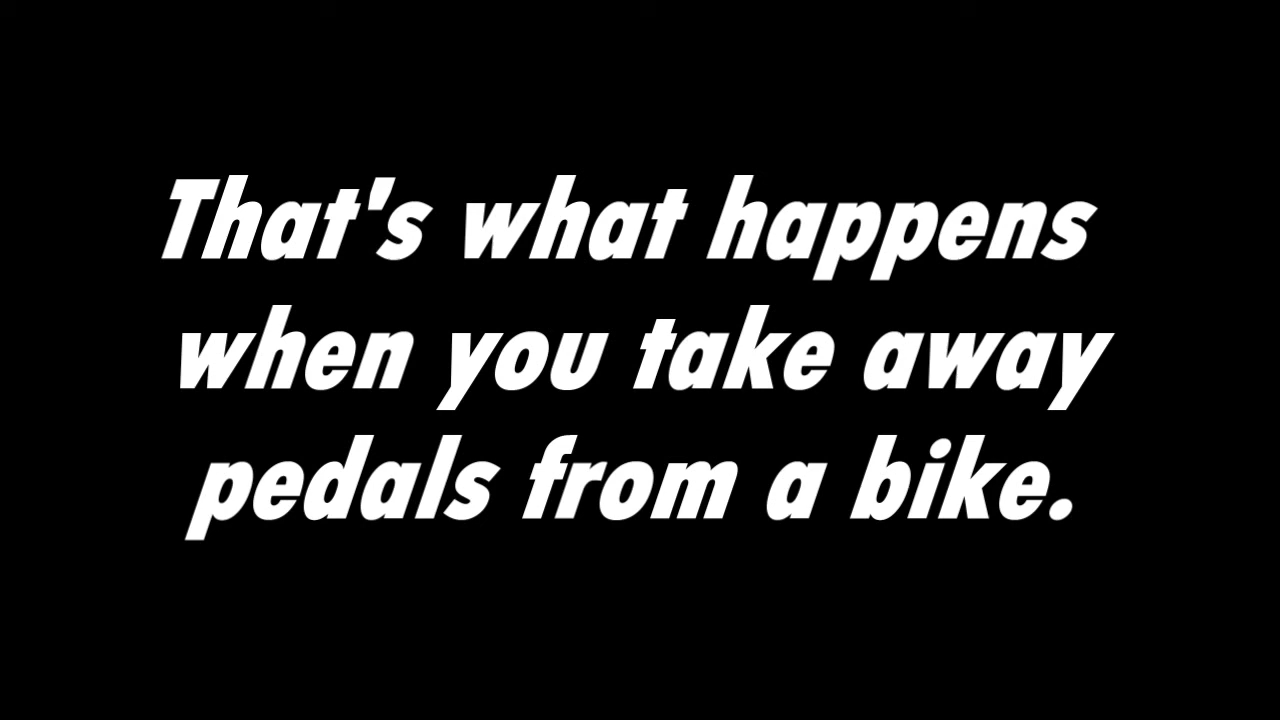 That's what happens
when you take away
pedals from a bike.